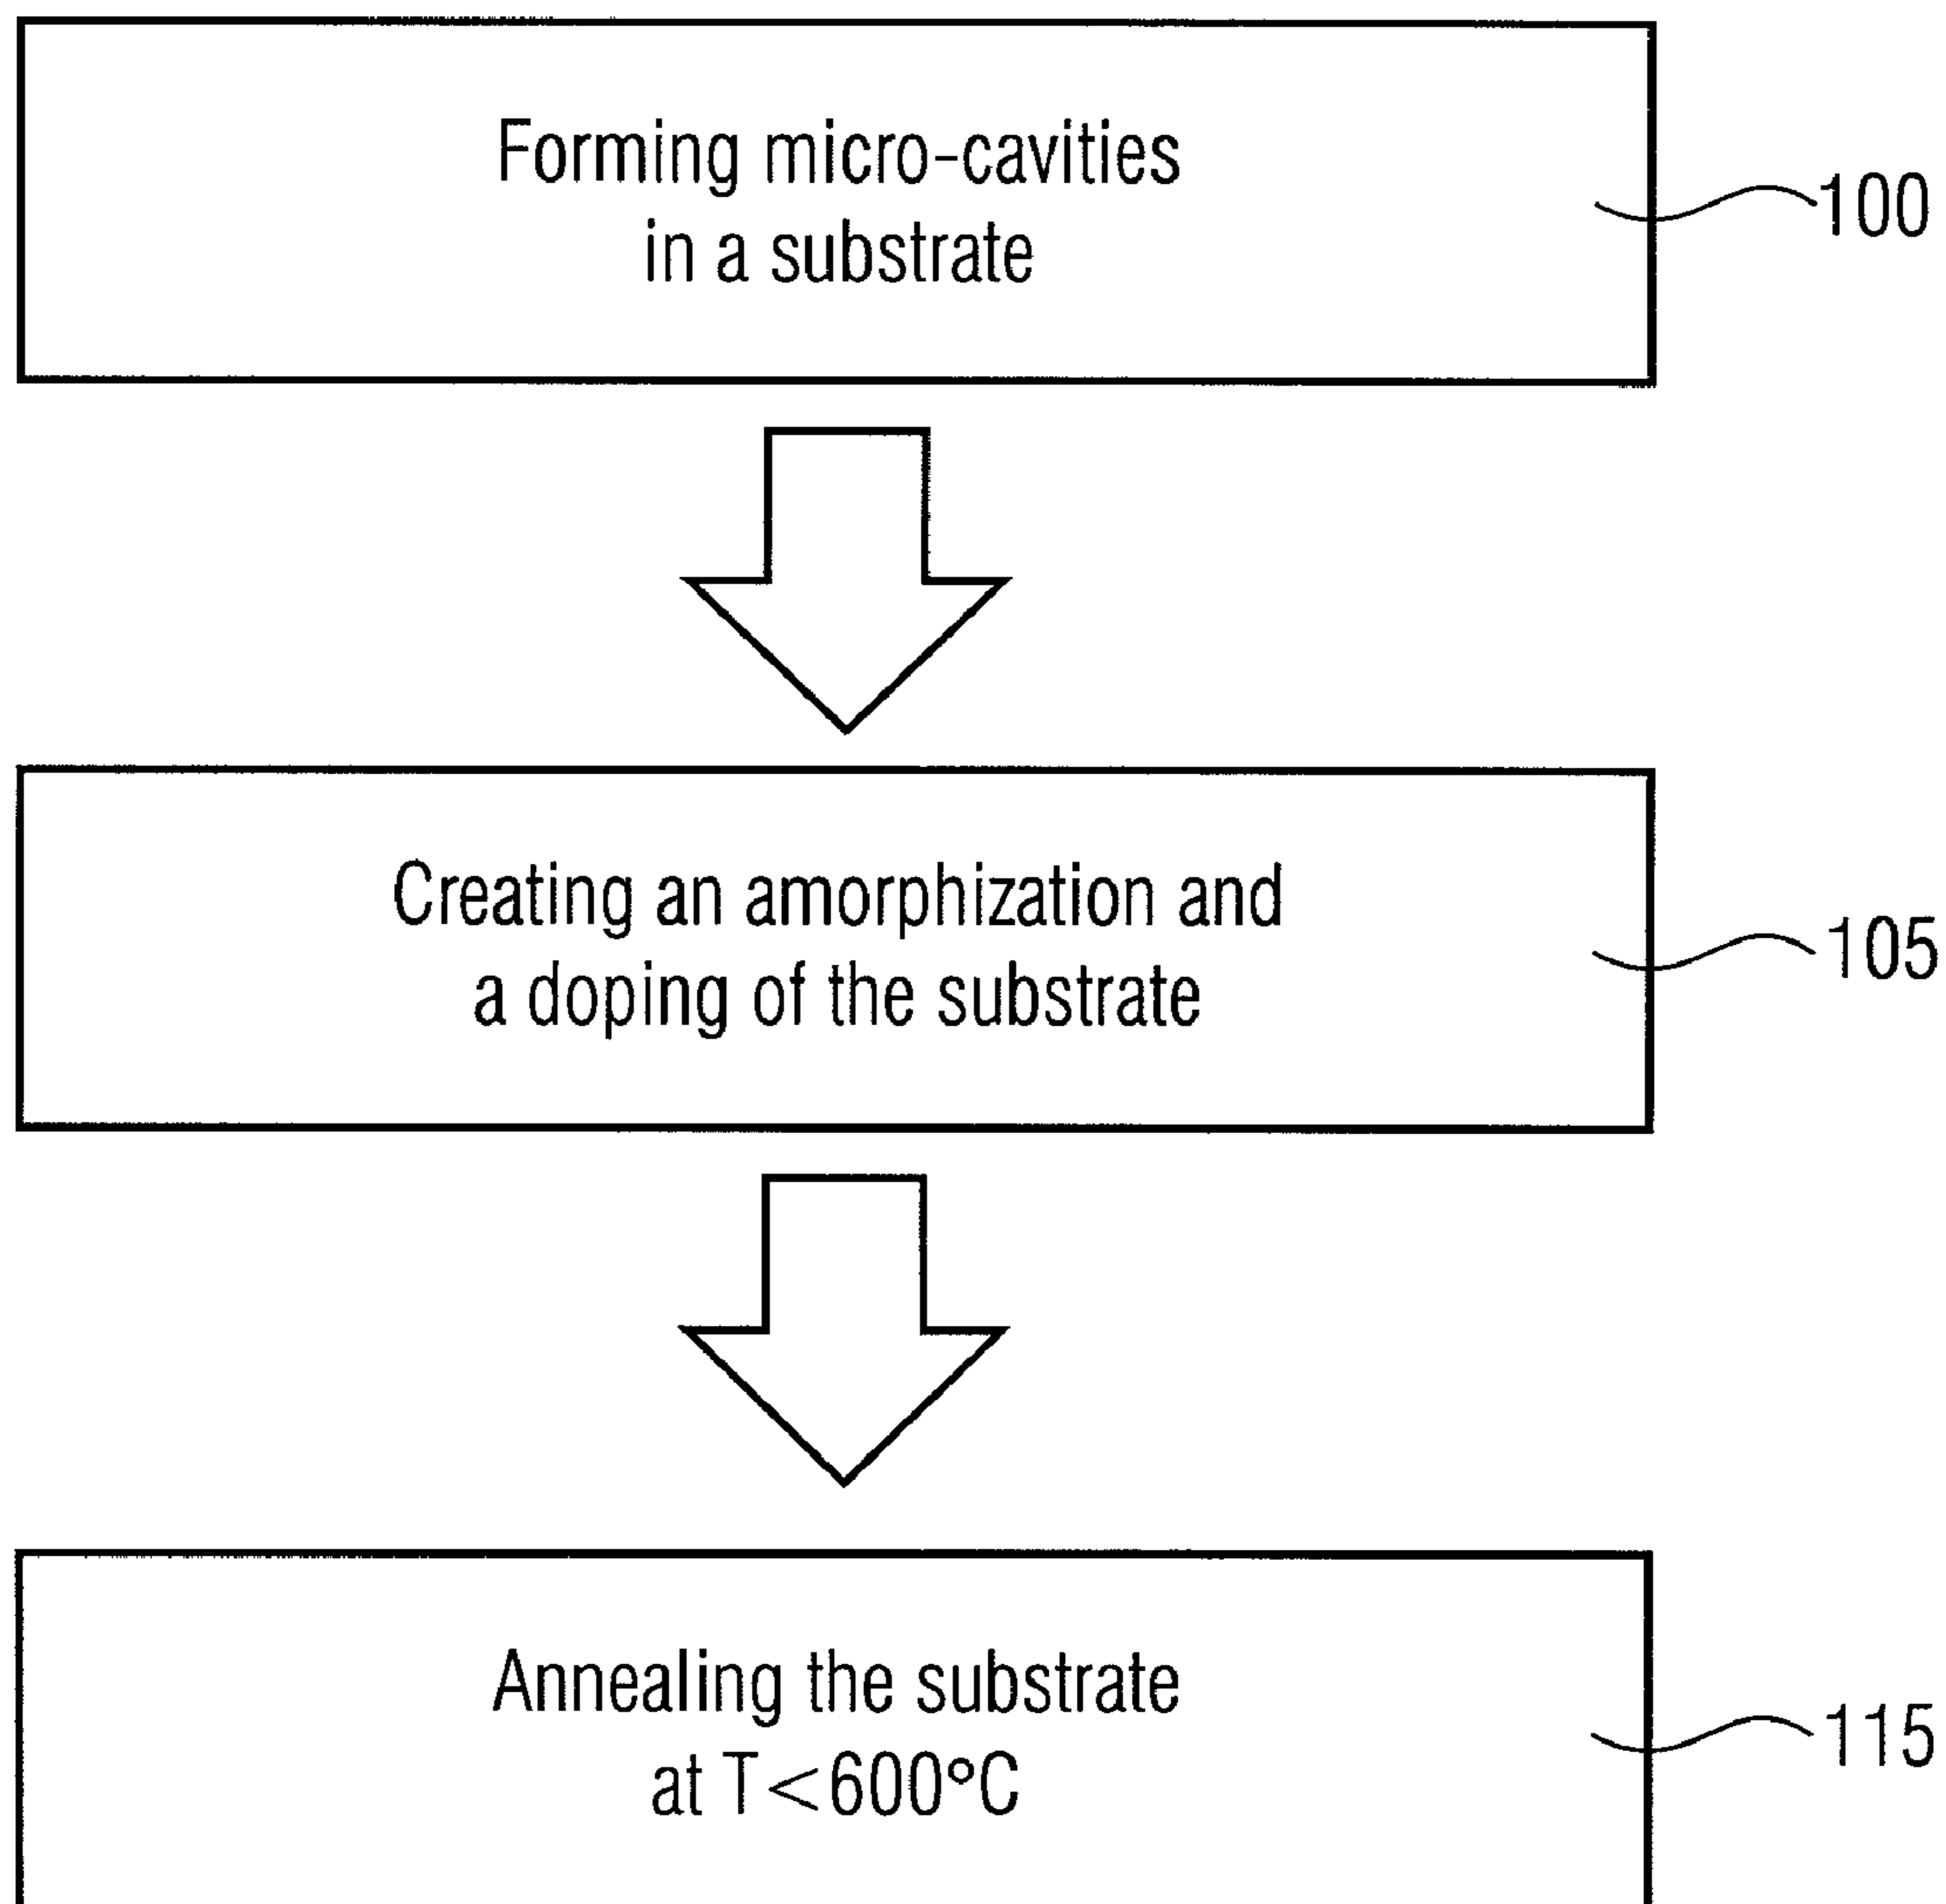 Forming micro-cavities
in a substrate
100
Creating an amorphization and
a doping of the substrate
105
Annealing the substrate
at T<600°C
115